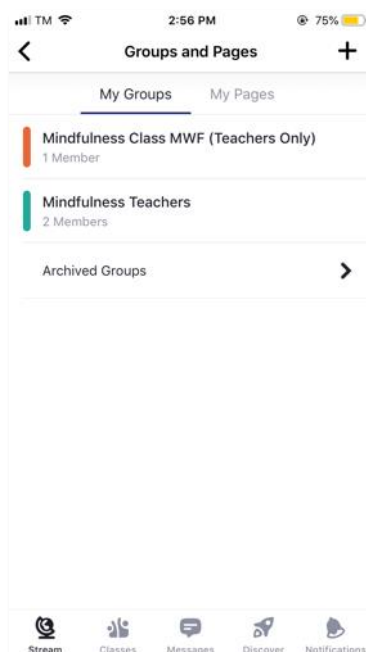 TM 2:56 PM 75%
Groups and Pages
My Groups My Pages
Mindfulness Class MWF (Teachers Only)
1 Member
Mindfulness Teachers
2 Members
Archived Groups
Stream Classes Messages Discover Notifications